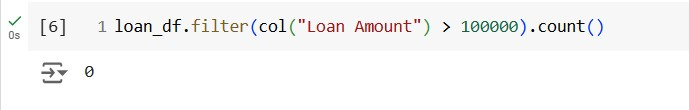 [6] 1 loan_df.filter(col("Loan Amount") > 100000).count()
0s
0